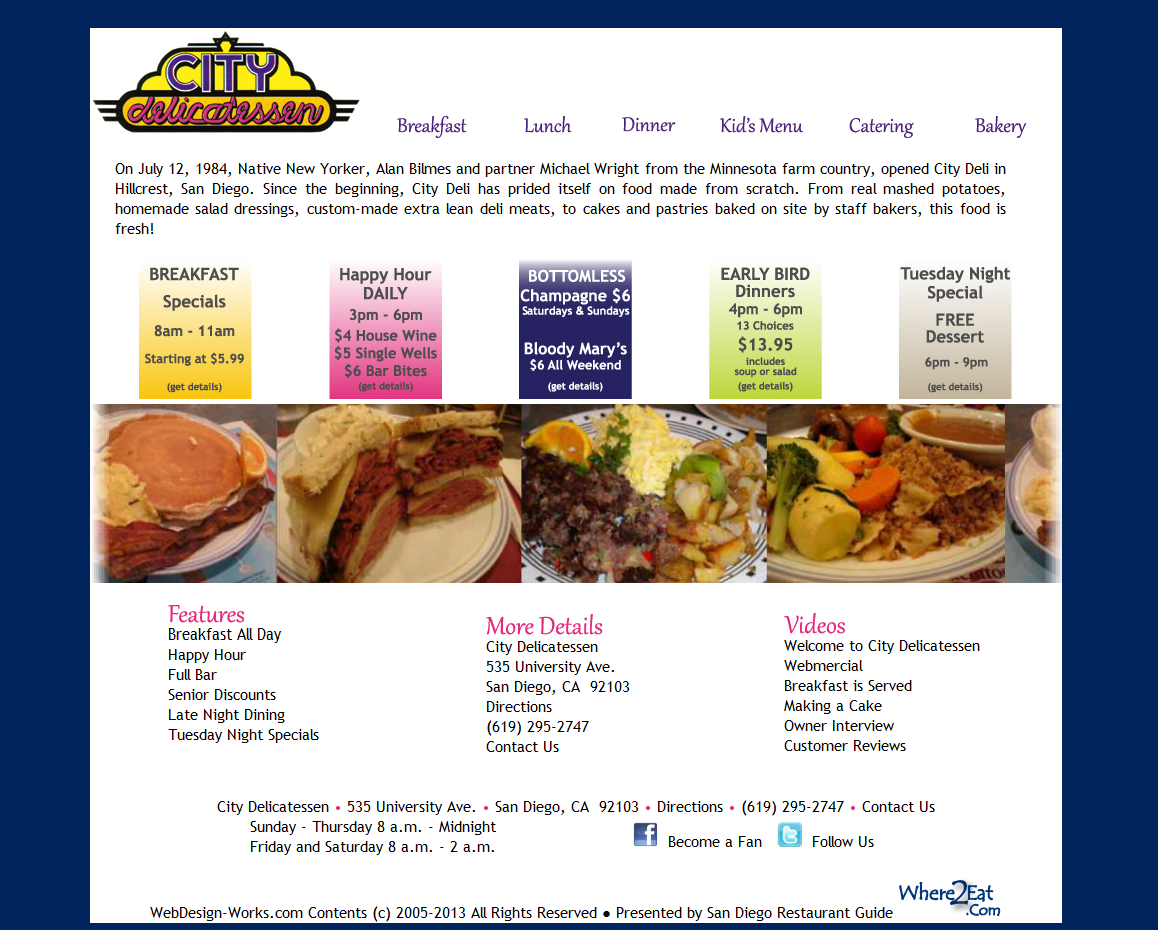 CITY
delicatessen
Breakfast Lunch Dinner Kid's Menu Catering Bakery
On July 12, 1984, Native New Yorker, Alan Bilmes and partner Michael Wright from the Minnesota farm country, opened City Deli in
Hillcrest, San Diego. Since the beginning, City Deli has prided itself on food made from scratch. From real mashed potatoes,
homemade salad dressings, custom-made extra lean deli meats, to cakes and pastries baked on site by staff bakers, this food is
fresh!
BREAKFAST
Specials
8am - 11am
Starting at $5.99
(get details)
Happy Hour
DAILY
3pm - 6pm
$4 House Wine
$5 Single Wells
$6 Bar Bites
(get details)
BOTTOMLESS
Champagne $6
Saturdays & Sundays
Bloody Mary's
$6 All Weekend
(get details)
EARLY BIRD
Dinners
4pm - 6pm
13 Choices
$13.95
includes
soup or salad
(get details)
Tuesday Night
Special
FREE
Dessert
6pm - 9pm
(get details)
Features
Breakfast All Day
Happy Hour
Full Bar
Senior Discounts
Late Night Dining
Tuesday Night Specials
More Details
City Delicatessen
535 University Ave.
San Diego, CA 92103
Directions
(619) 295-2747
Contact Us
Videos
Welcome to City Delicatessen
Webmercial
Breakfast is Served
Making a Cake
Owner Interview
Customer Reviews
City Delicatessen • 535 University Ave. • San Diego, CA 92103 • Directions • (619) 295-2747 • Contact Us
Sunday - Thursday 8 a.m. - Midnight
Friday and Saturday 8 a.m. - 2 a.m.
Become a Fan Follow Us
Where2Eat
.Com
WebDesign-Works.com Contents (c) 2005-2013 All Rights Reserved ● Presented by San Diego Restaurant Guide